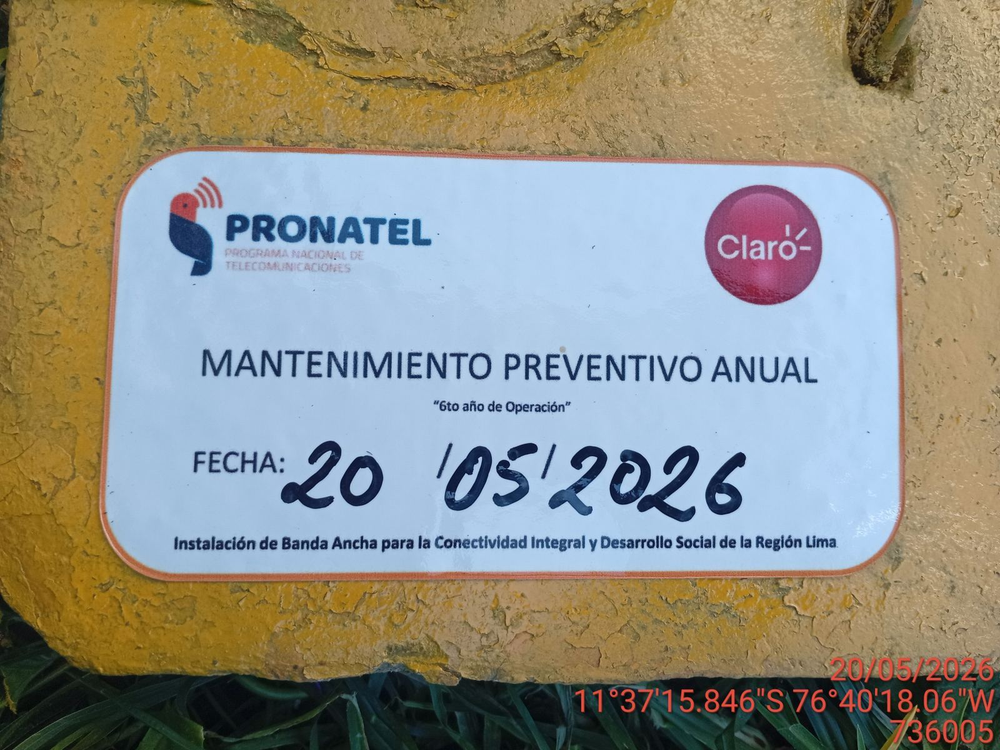 PRONATEL
PROGRAMA NACIONAL DE
TELECOMUNICACIONES
Claro
MANTENIMIENTO PREVENTIVO ANUAL
"6to año de Operación"
FECHA: 20 /05/2026
Instalación de Banda Ancha para la Conectividad Integral y Desarrollo Social de la Región Lima
20/05/2026
11°37'15.846"S 76°40'18.06"W
736005